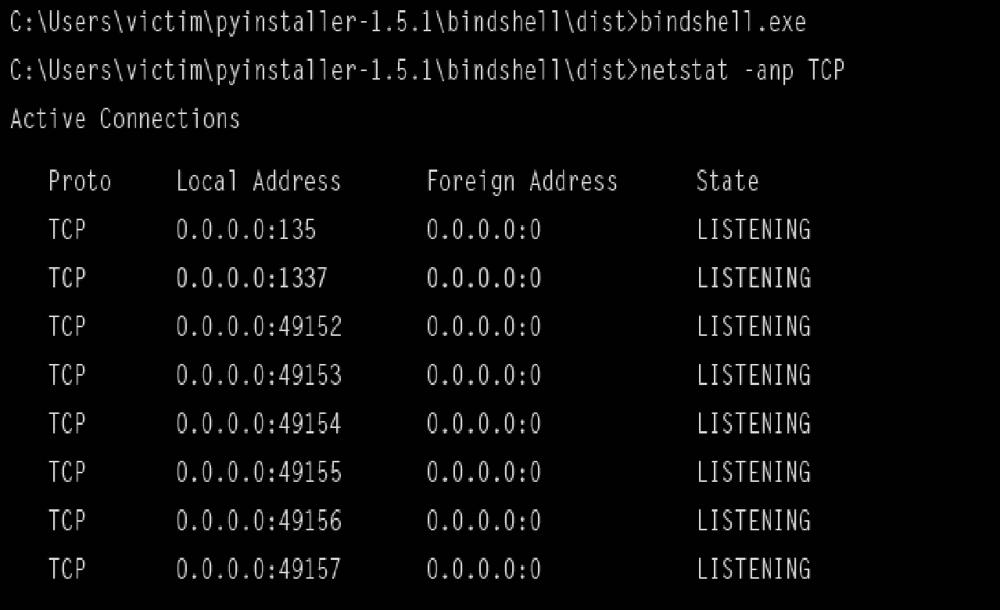 C:\Users\victim\pyinstaller-1.5.1\bindshell\dist>bindshell.exe
C:\Users\victim\pyinstaller-1.5.1\bindshell\dist>netstat -anp TCP
Active Connections
Proto Local Address Foreign Address State
TCP 0.0.0.0:135 0.0.0.0:0 LISTENING
TCP 0.0.0.0:1337 0.0.0.0:0 LISTENING
TCP 0.0.0.0:49152 0.0.0.0:0 LISTENING
TCP 0.0.0.0:49153 0.0.0.0:0 LISTENING
TCP 0.0.0.0:49154 0.0.0.0:0 LISTENING
TCP 0.0.0.0:49155 0.0.0.0:0 LISTENING
TCP 0.0.0.0:49156 0.0.0.0:0 LISTENING
TCP 0.0.0.0:49157 0.0.0.0:0 LISTENING